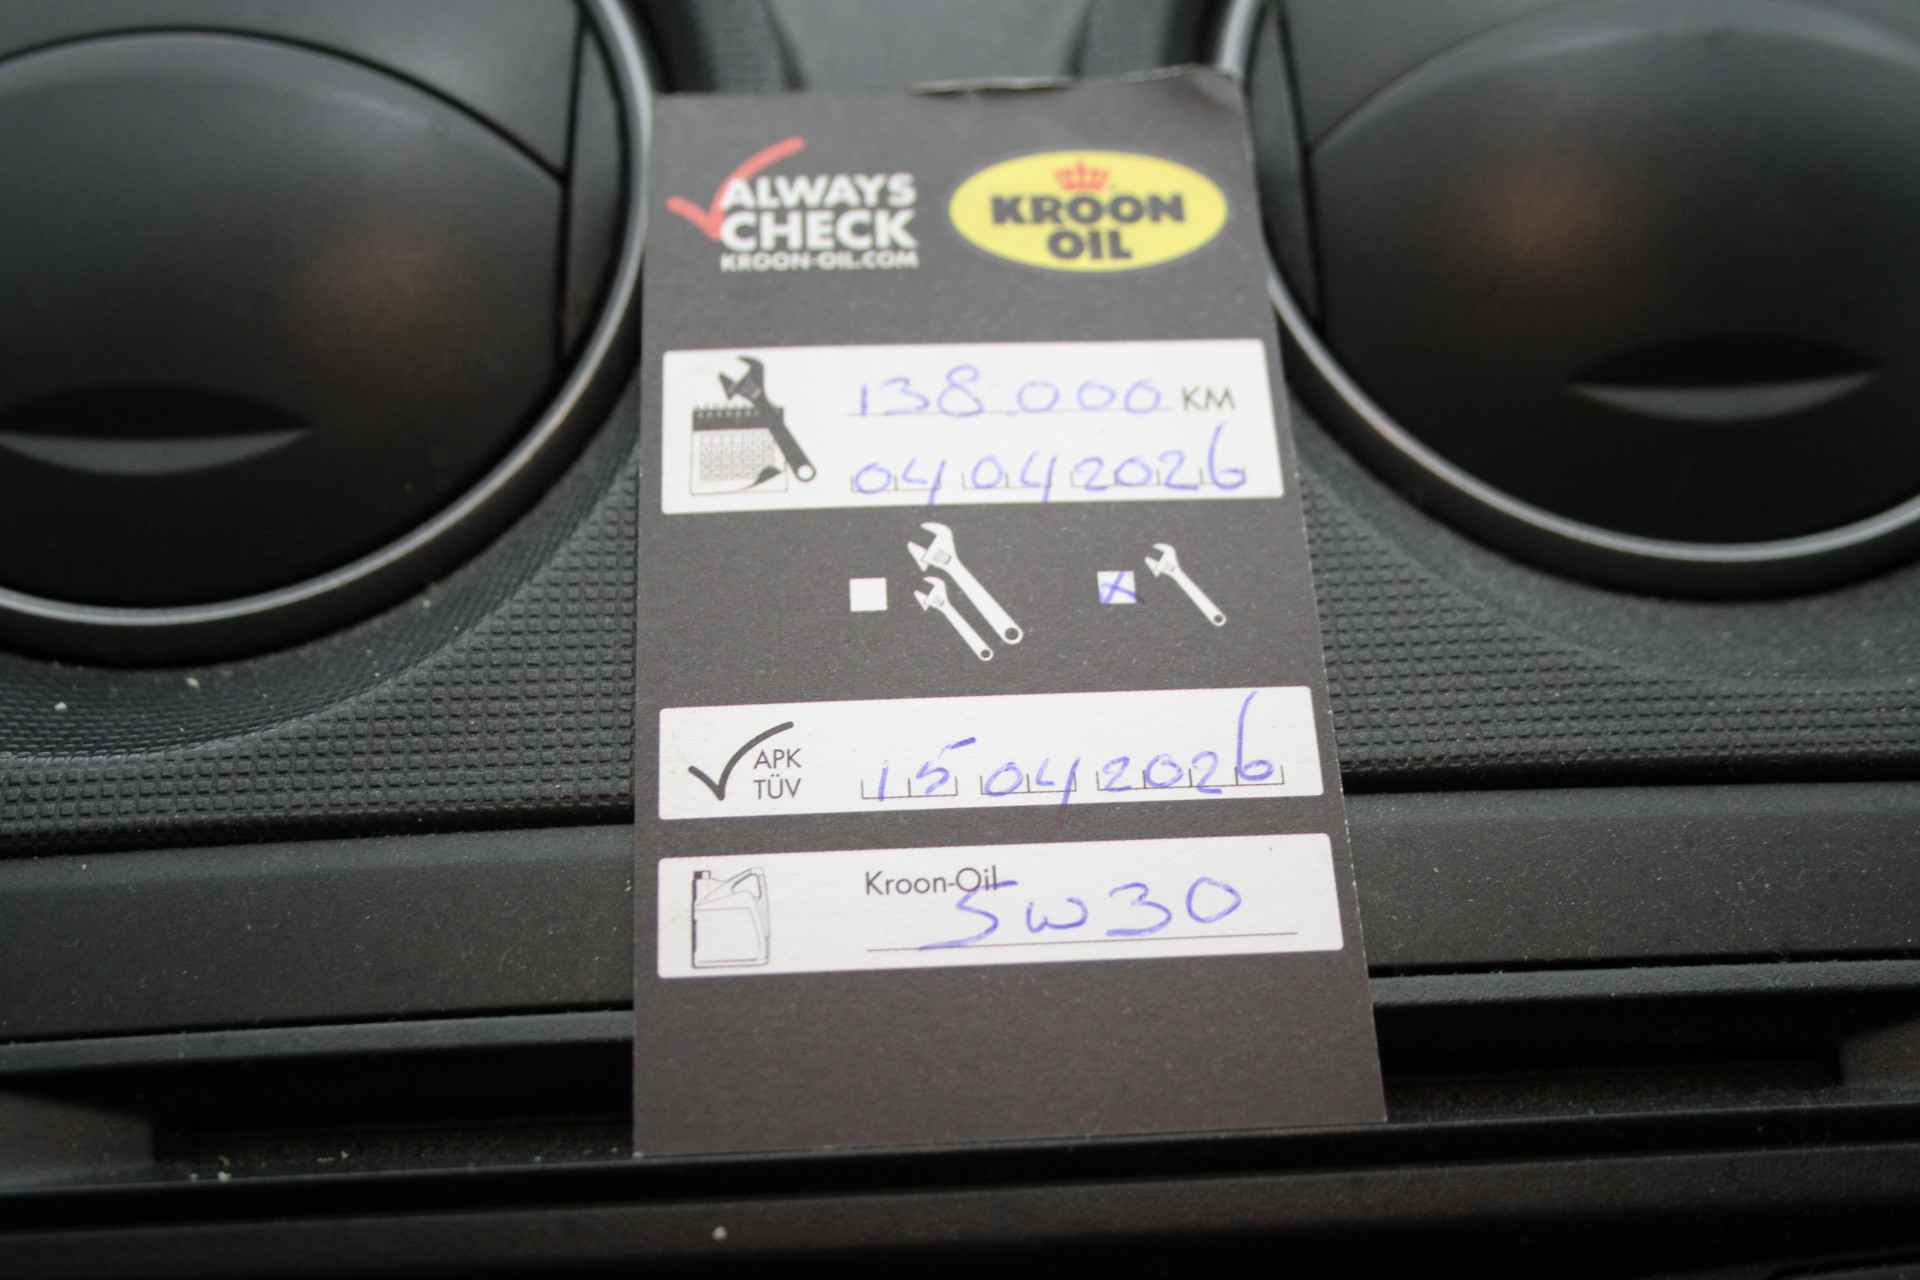 ALWAYS
CHECK
KROON-OIL.COM
KROON
OIL
138.000 KM
04 04 2026
APK
TÜV
15 04 2026
Kroon-Oil
5w30